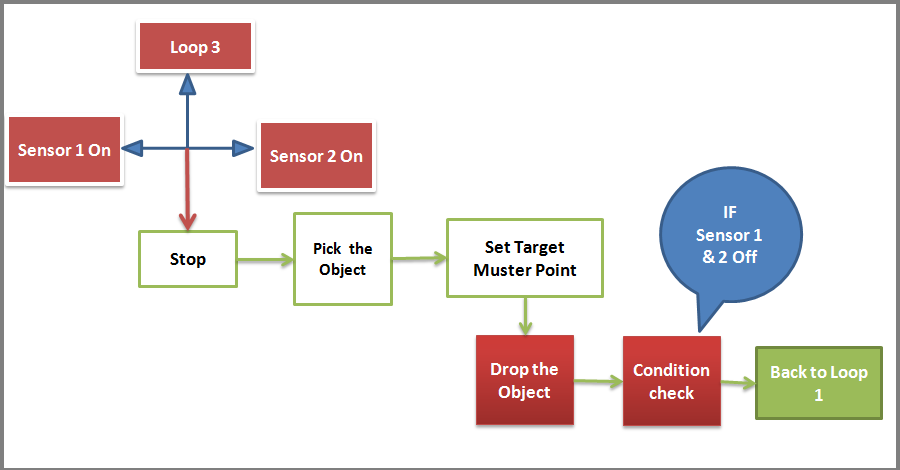 Loop 3
Sensor 1 On
Sensor 2 On
IF
Sensor 1
& 2 Off
Stop
Pick the
Object
Set Target
Muster Point
Drop the
Object
Condition
check
Back to Loop
1